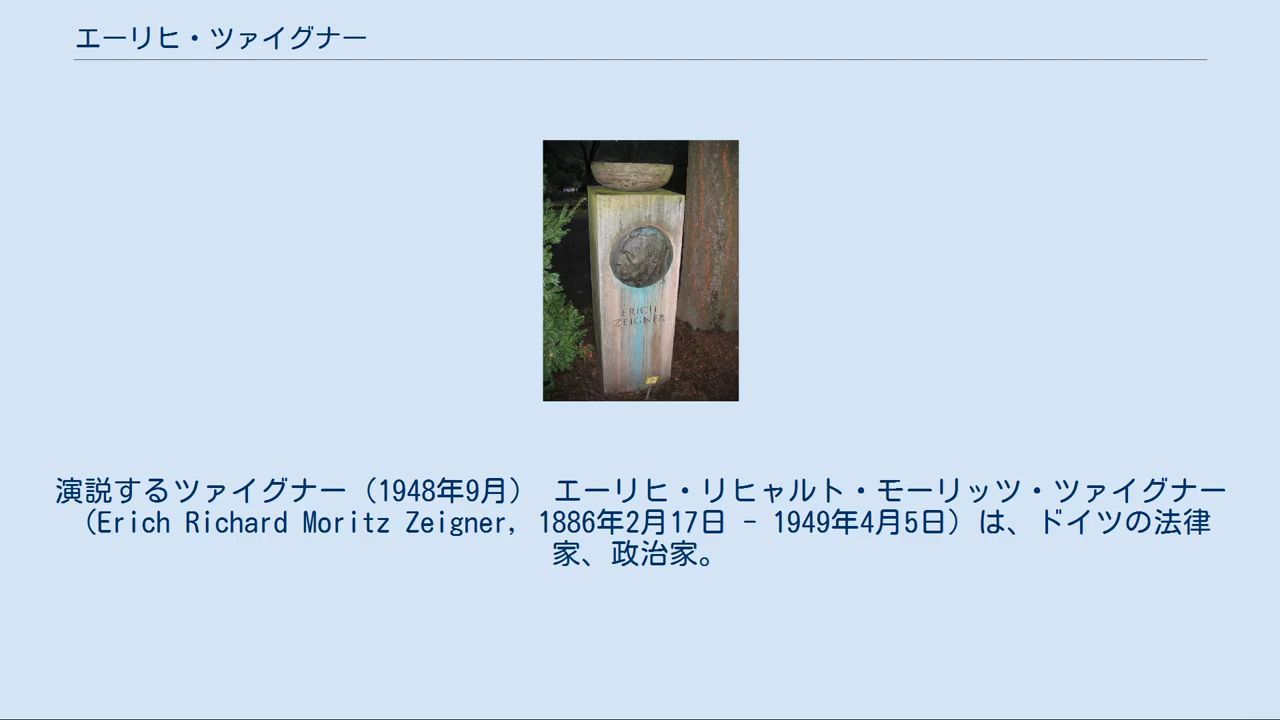 エーリヒ・ツァイグナー
ERICH
ZEIGNER
演説するツァイグナー（1948年9月） エーリヒ・リヒャルト・モーリッツ・ツァイグナー
（Erich Richard Moritz Zeigner, 1886年2月17日 - 1949年4月5日）は、ドイツの法律
家、政治家。